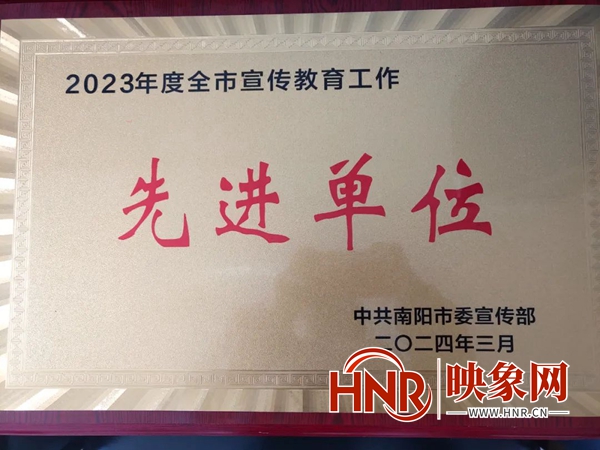 2023年度全市宣传教育工作
先进单位
中共南阳市委宣传部
二〇二四年三月
HNR 映象网
www.HNR.CN